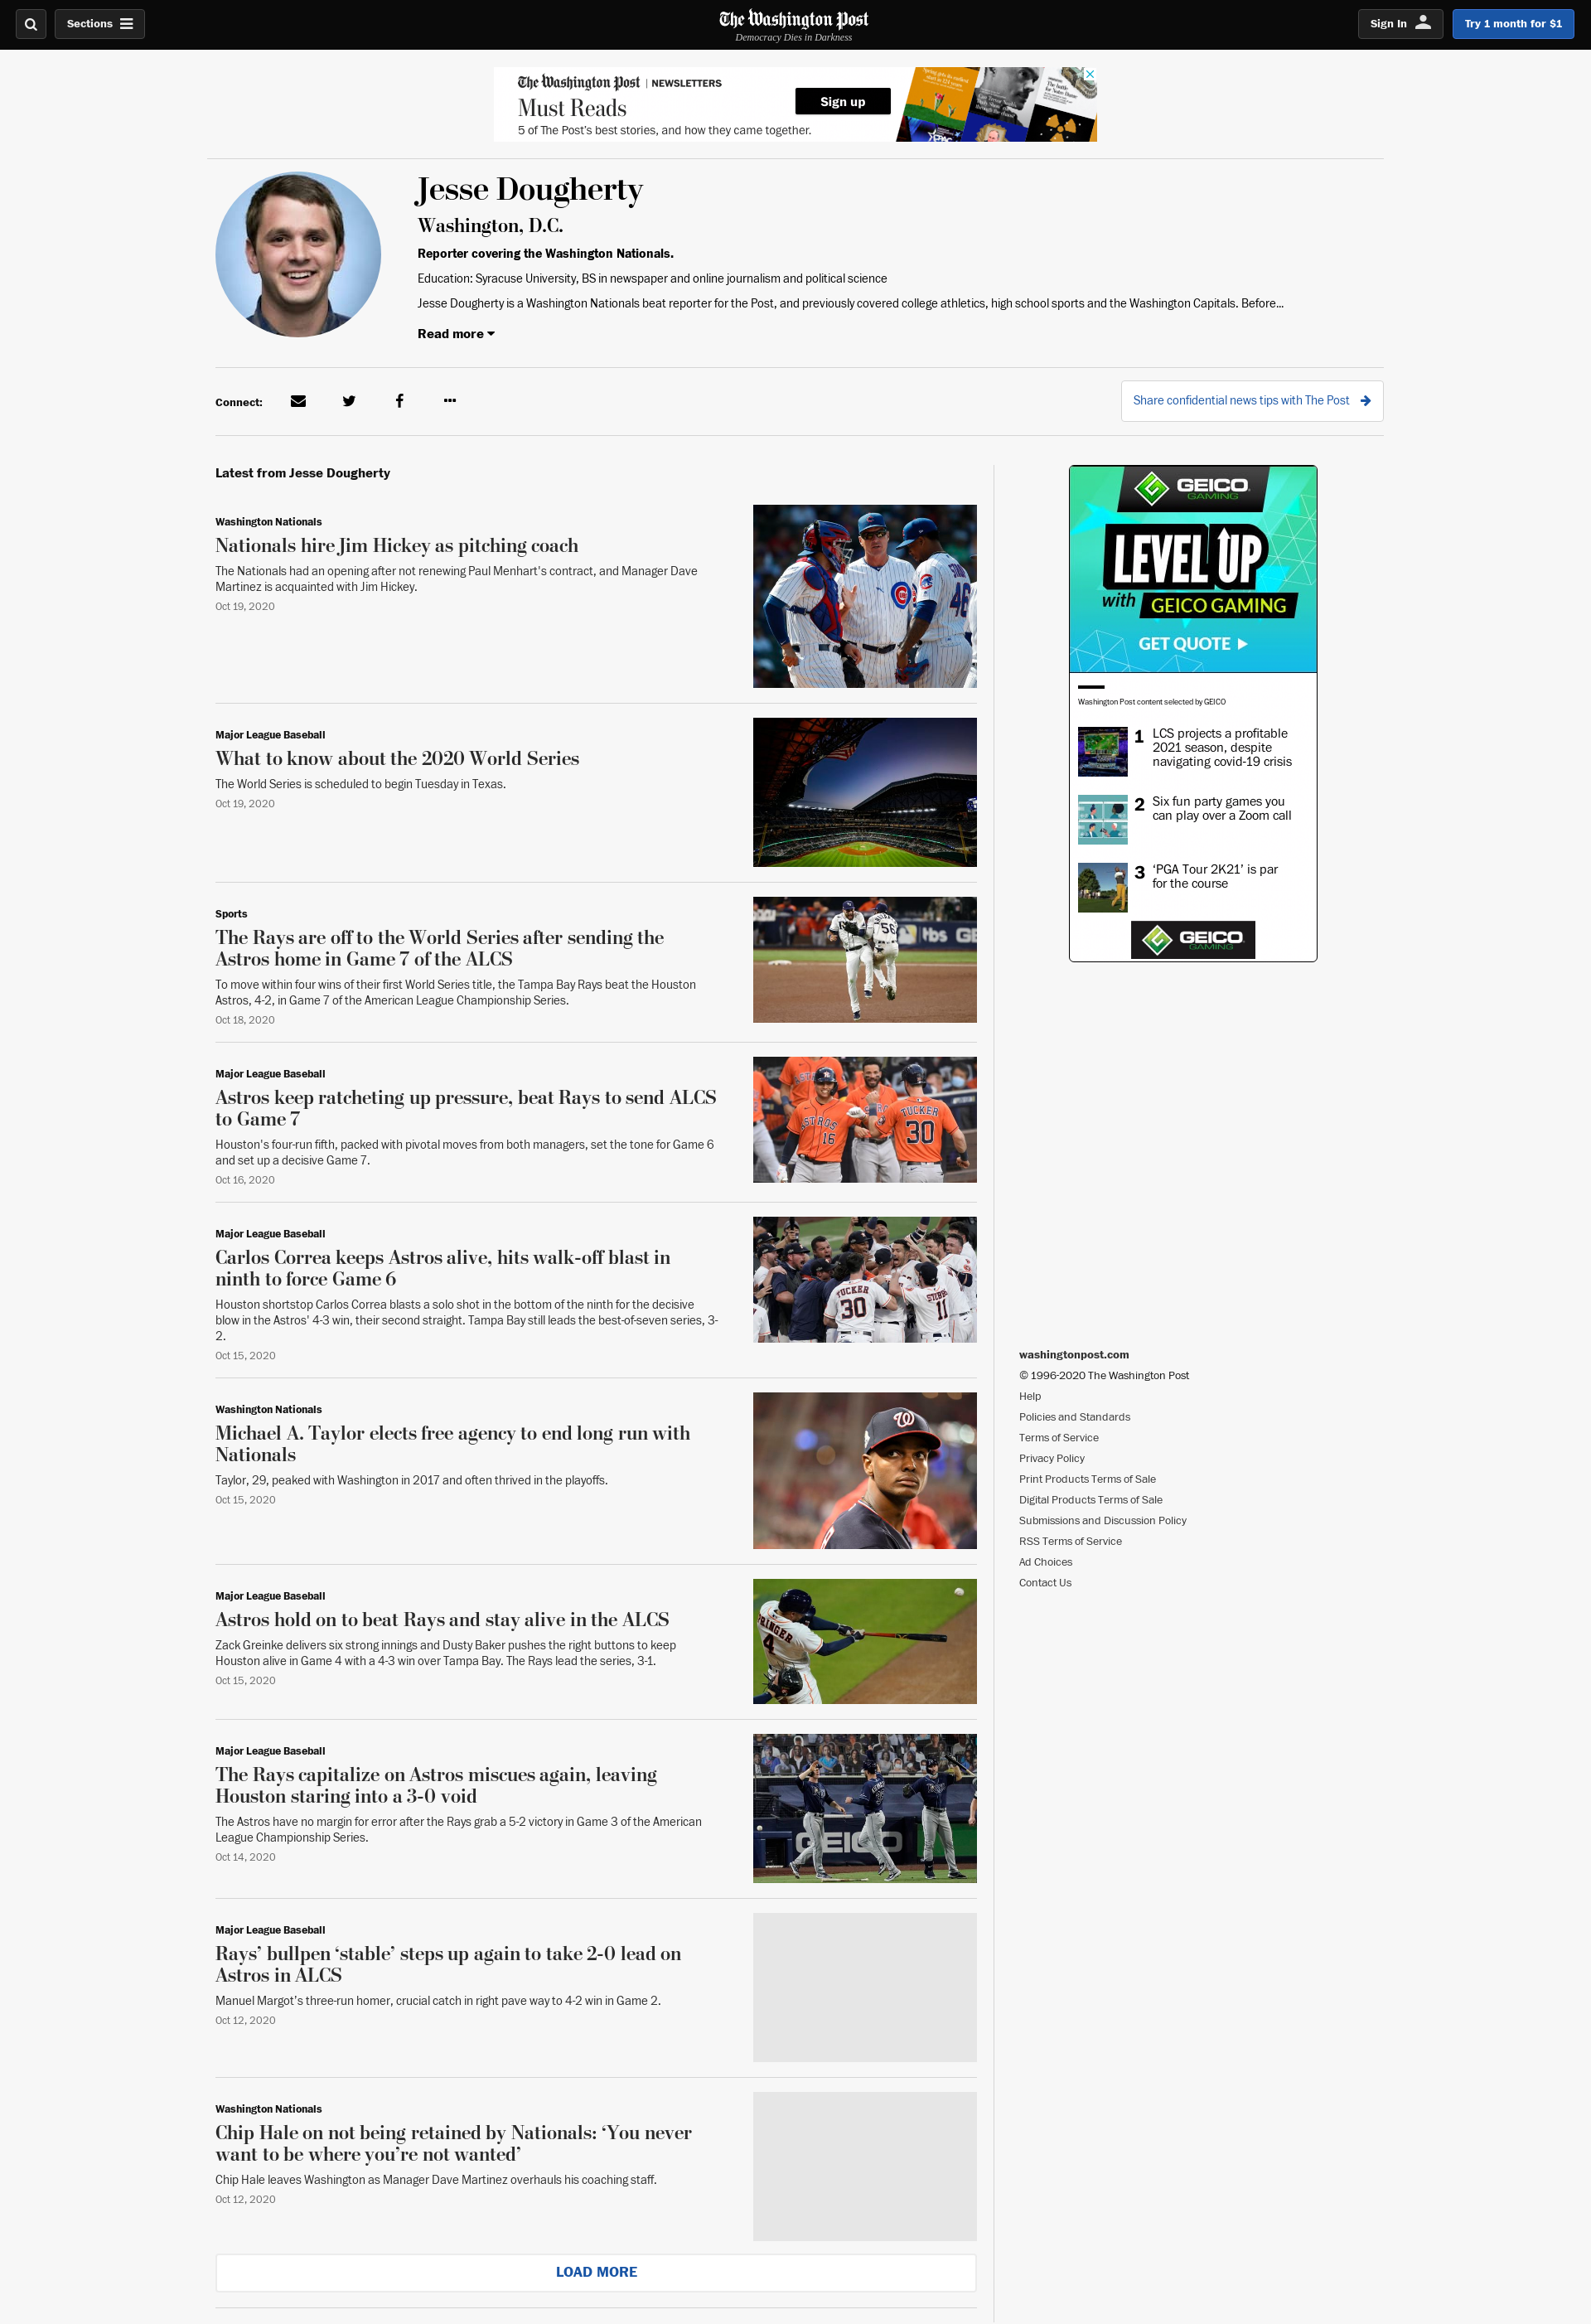 Sections
The Washington Post
Democracy Dies in Darkness
Sign In
Try 1 month for $1
The Washington Post | NEWSLETTERS
Must Reads
5 of The Post's best stories, and how they came together.
Sign up
Jesse Dougherty
Washington, D.C.
Reporter covering the Washington Nationals.
Education: Syracuse University, BS in newspaper and online journalism and political science
Jesse Dougherty is a Washington Nationals beat reporter for the Post, and previously covered college athletics, high school sports and the Washington Capitals. Before...
Read more
Connect:
Share confidential news tips with The Post
Latest from Jesse Dougherty
Washington Nationals
Nationals hire Jim Hickey as pitching coach
The Nationals had an opening after not renewing Paul Menhart's contract, and Manager Dave
Martinez is acquainted with Jim Hickey.
Oct 19, 2020
Major League Baseball
What to know about the 2020 World Series
The World Series is scheduled to begin Tuesday in Texas.
Oct 19, 2020
Sports
The Rays are off to the World Series after sending the
Astros home in Game 7 of the ALCS
To move within four wins of their first World Series title, the Tampa Bay Rays beat the Houston
Astros, 4-2, in Game 7 of the American League Championship Series.
Oct 18, 2020
56
tbs
Major League Baseball
Astros keep ratcheting up pressure, beat Rays to send ALCS
to Game 7
Houston's four-run fifth, packed with pivotal moves from both managers, set the tone for Game 6
and set up a decisive Game 7.
Oct 16, 2020
ASTROS
16
TUCKER
30
Major League Baseball
Carlos Correa keeps Astros alive, hits walk-off blast in
ninth to force Game 6
Houston shortstop Carlos Correa blasts a solo shot in the bottom of the ninth for the decisive
blow in the Astros' 4-3 win, their second straight. Tampa Bay still leads the best-of-seven series, 3-
2.
Oct 15, 2020
TUCKER
30
11
Washington Nationals
Michael A. Taylor elects free agency to end long run with
Nationals
Taylor, 29, peaked with Washington in 2017 and often thrived in the playoffs.
Oct 15, 2020
W
Major League Baseball
Astros hold on to beat Rays and stay alive in the ALCS
Zack Greinke delivers six strong innings and Dusty Baker pushes the right buttons to keep
Houston alive in Game 4 with a 4-3 win over Tampa Bay. The Rays lead the series, 3-1.
Oct 15, 2020
4
Major League Baseball
The Rays capitalize on Astros miscues again, leaving
Houston staring into a 3-0 void
The Astros have no margin for error after the Rays grab a 5-2 victory in Game 3 of the American
League Championship Series.
Oct 14, 2020
GEICO
Major League Baseball
Rays’ bullpen ‘stable’ steps up again to take 2-0 lead on
Astros in ALCS
Manuel Margot’s three-run homer, crucial catch in right pave way to 4-2 win in Game 2.
Oct 12, 2020
Washington Nationals
Chip Hale on not being retained by Nationals: ‘You never
want to be where you’re not wanted’
Chip Hale leaves Washington as Manager Dave Martinez overhauls his coaching staff.
Oct 12, 2020
LOAD MORE
GEICO
GAMING
LEVEL UP
with GEICO GAMING
GET QUOTE
Washington Post content selected by GEICO
1 LCS projects a profitable
2021 season, despite
navigating covid-19 crisis
2 Six fun party games you
can play over a Zoom call
3 ‘PGA Tour 2K21’ is par
for the course
GEICO
GAMING
washingtonpost.com
© 1996-2020 The Washington Post
Help
Policies and Standards
Terms of Service
Privacy Policy
Print Products Terms of Sale
Digital Products Terms of Sale
Submissions and Discussion Policy
RSS Terms of Service
Ad Choices
Contact Us